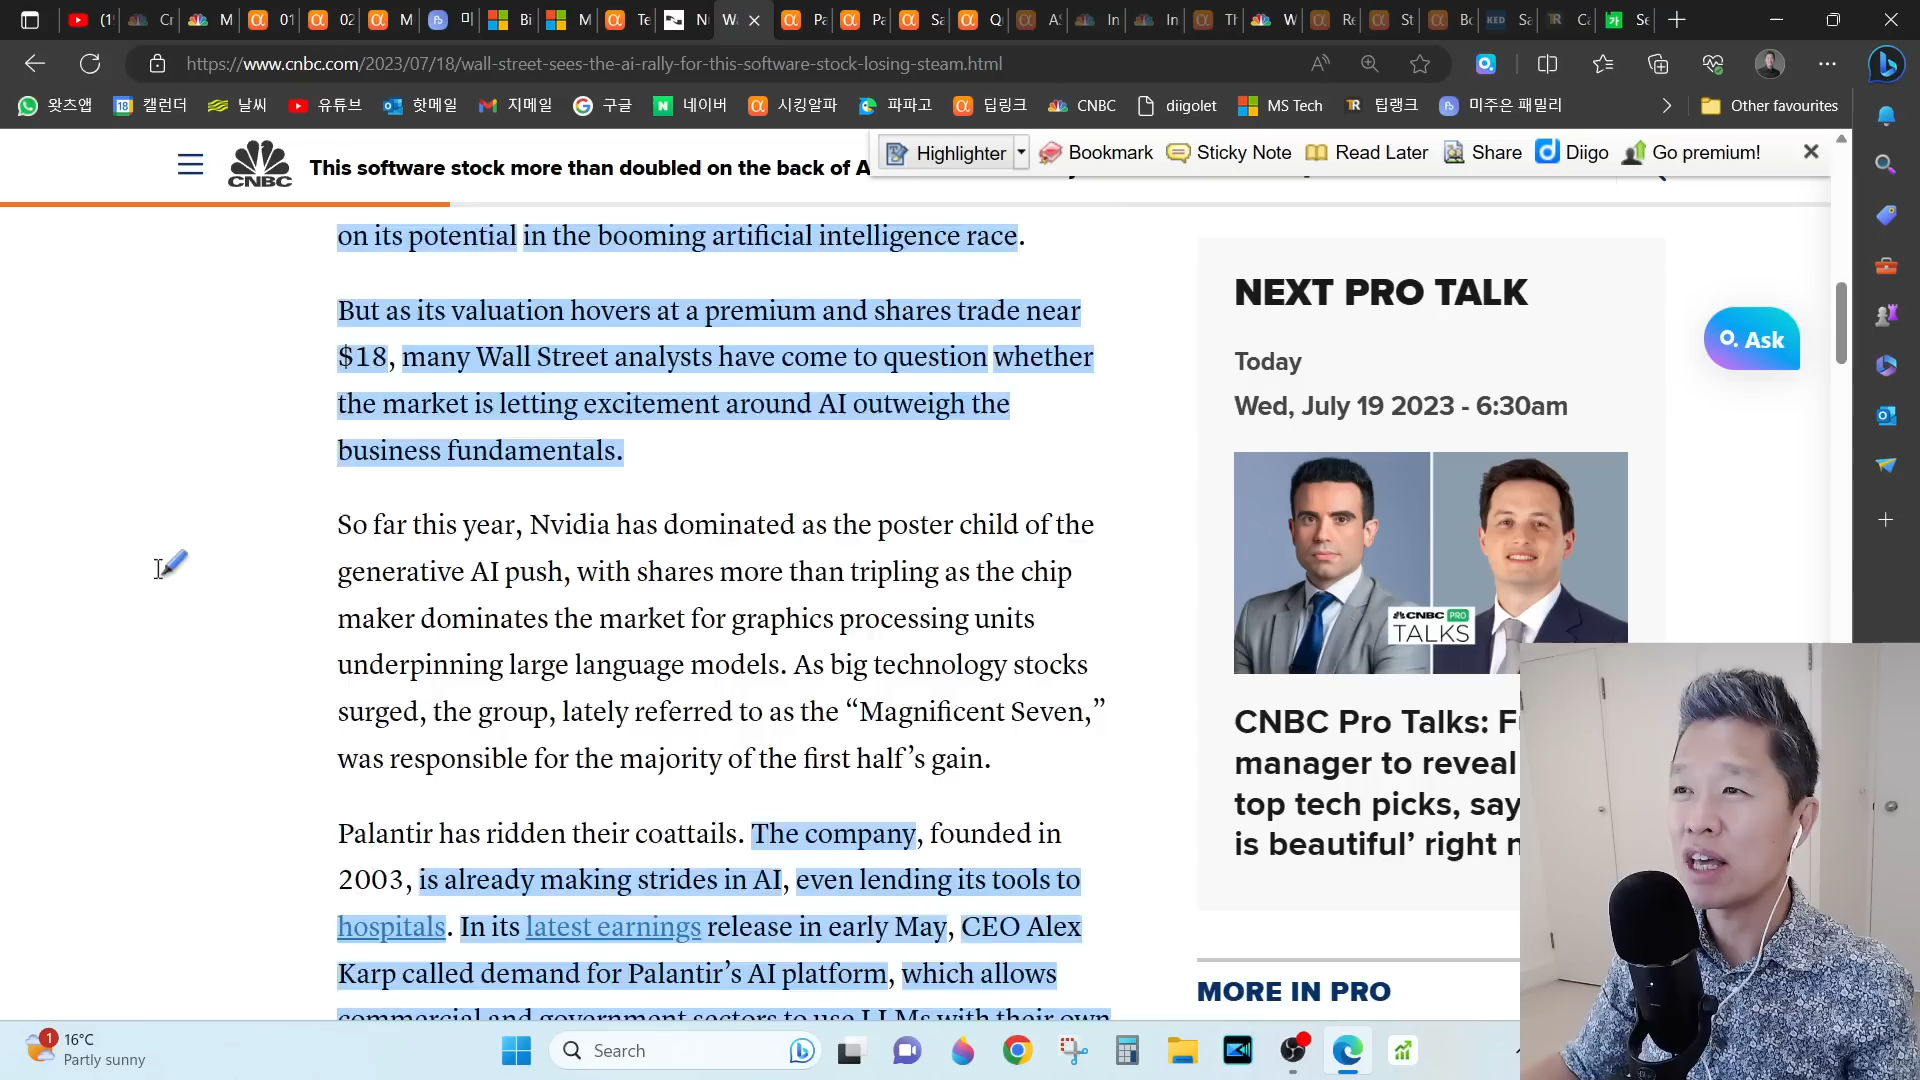 https://www.cnbc.com/2023/07/18/wall-street-sees-the-ai-rally-for-this-software-stock-losing-steam.html
왓츠앱 캘린더 날씨 유튜브 핫메일 지메일 구글 네이버 시킹알파 파파고 딥링크 CNBC diigolet MS Tech 팁랭크 미주은 패밀리 Other favourites
CNBC
This software stock more than doubled on the back of A
Highlighter Bookmark Sticky Note Read Later Share Diigo Go premium!
on its potential in the booming artificial intelligence race.
But as its valuation hovers at a premium and shares trade near
$18, many Wall Street analysts have come to question whether
the market is letting excitement around AI outweigh the
business fundamentals.
So far this year, Nvidia has dominated as the poster child of the
generative AI push, with shares more than tripling as the chip
maker dominates the market for graphics processing units
underpinning large language models. As big technology stocks
surged, the group, lately referred to as the “Magnificent Seven,”
was responsible for the majority of the first half’s gain.
Palantir has ridden their coattails. The company, founded in
2003, is already making strides in AI, even lending its tools to
hospitals. In its latest earnings release in early May, CEO Alex
Karp called demand for Palantir’s AI platform, which allows
commercial and government sectors to use LLMs with their own
NEXT PRO TALK
Today
Wed, July 19 2023 - 6:30am
CNBC PRO
TALKS
CNBC Pro Talks: F
manager to reveal
top tech picks, say
is beautiful’ right n
MORE IN PRO
Ask
1
16°C
Partly sunny
Search